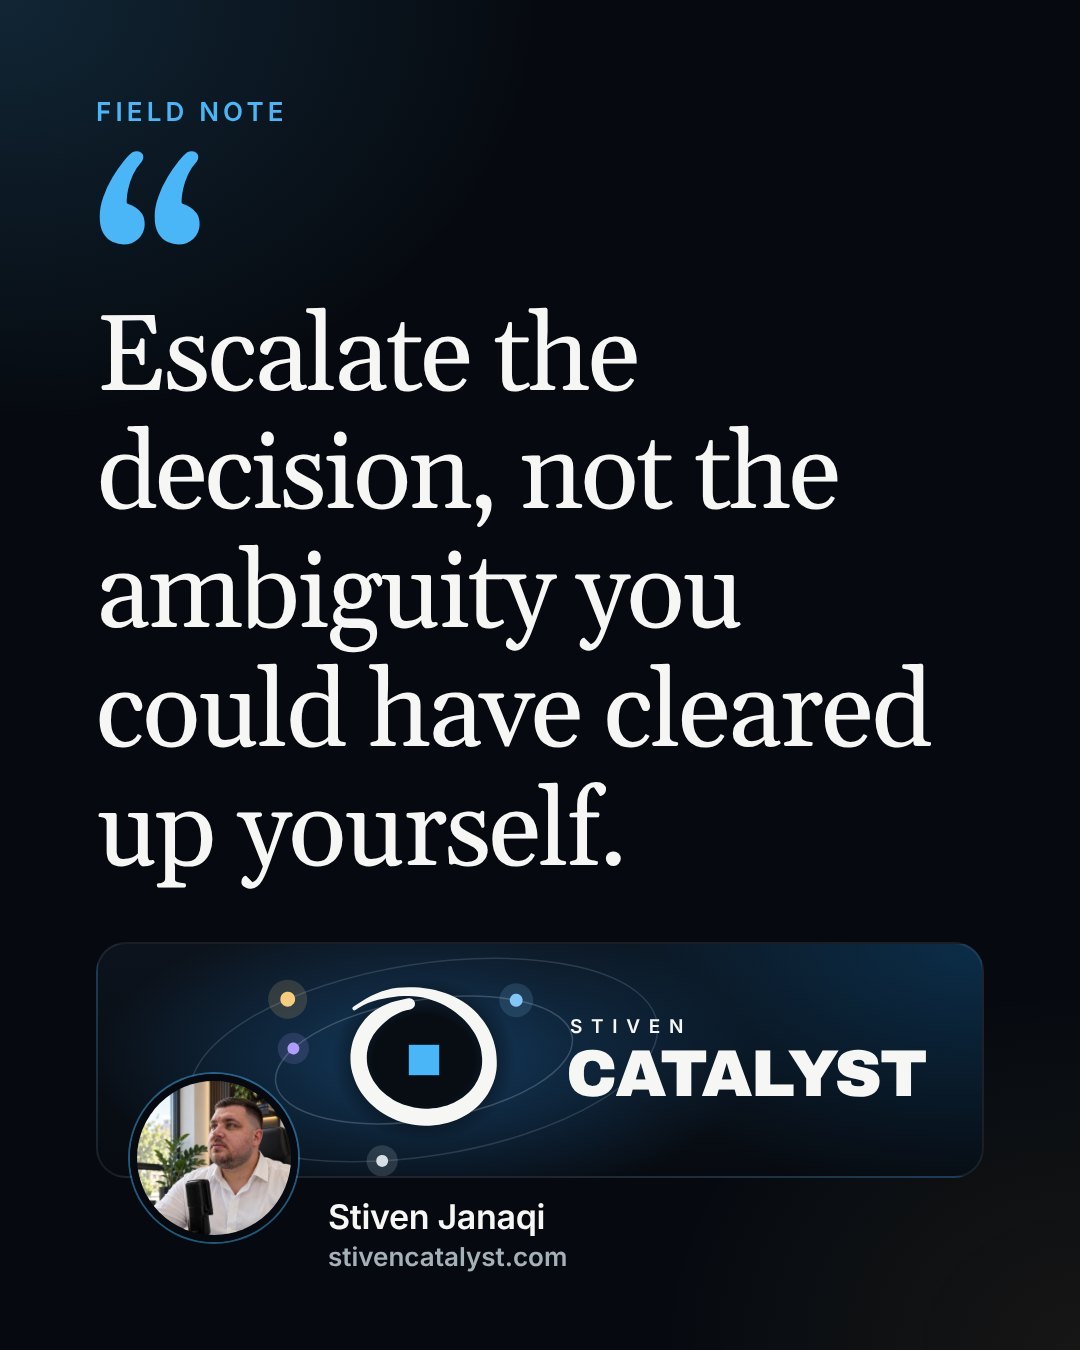 FIELD NOTE
“
Escalate the
decision, not the
ambiguity you
could have cleared
up yourself.
STIVEN
CATALYST
Stiven Janaqi
stivencatalyst.com